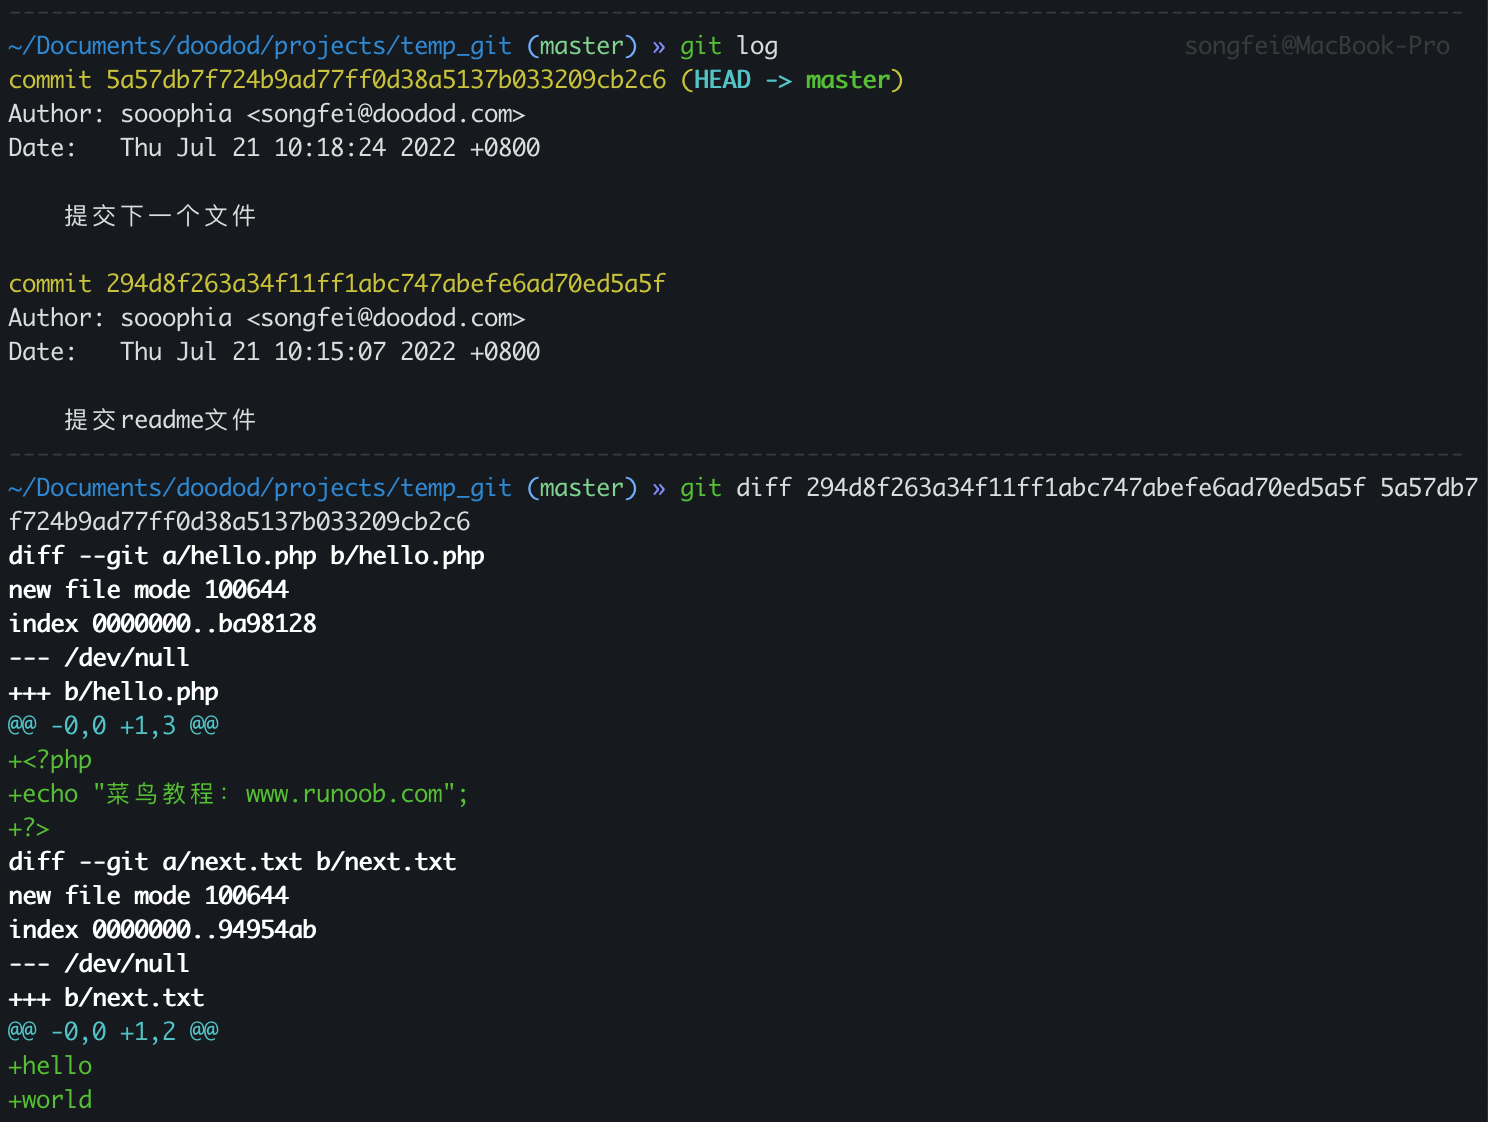 ~/Documents/doodod/projects/temp_git (master) » git log songfei@MacBook-Pro
commit 5a57db7f724b9ad77ff0d38a5137b033209cb2c6 (HEAD -> master)
Author: sooophia <songfei@doodod.com>
Date:   Thu Jul 21 10:18:24 2022 +0800
提交下一个文件
commit 294d8f263a34f11ff1abc747abefe6ad70ed5a5f
Author: sooophia <songfei@doodod.com>
Date:   Thu Jul 21 10:15:07 2022 +0800
提交readme文件
~/Documents/doodod/projects/temp_git (master) » git diff 294d8f263a34f11ff1abc747abefe6ad70ed5a5f 5a57db7
f724b9ad77ff0d38a5137b033209cb2c6
diff --git a/hello.php b/hello.php
new file mode 100644
index 0000000..ba98128
--- /dev/null
+++ b/hello.php
@@ -0,0 +1,3 @@
+<?php
+echo "菜鸟教程：www.runoob.com";
+?>
diff --git a/next.txt b/next.txt
new file mode 100644
index 0000000..94954ab
--- /dev/null
+++ b/next.txt
@@ -0,0 +1,2 @@
+hello
+world